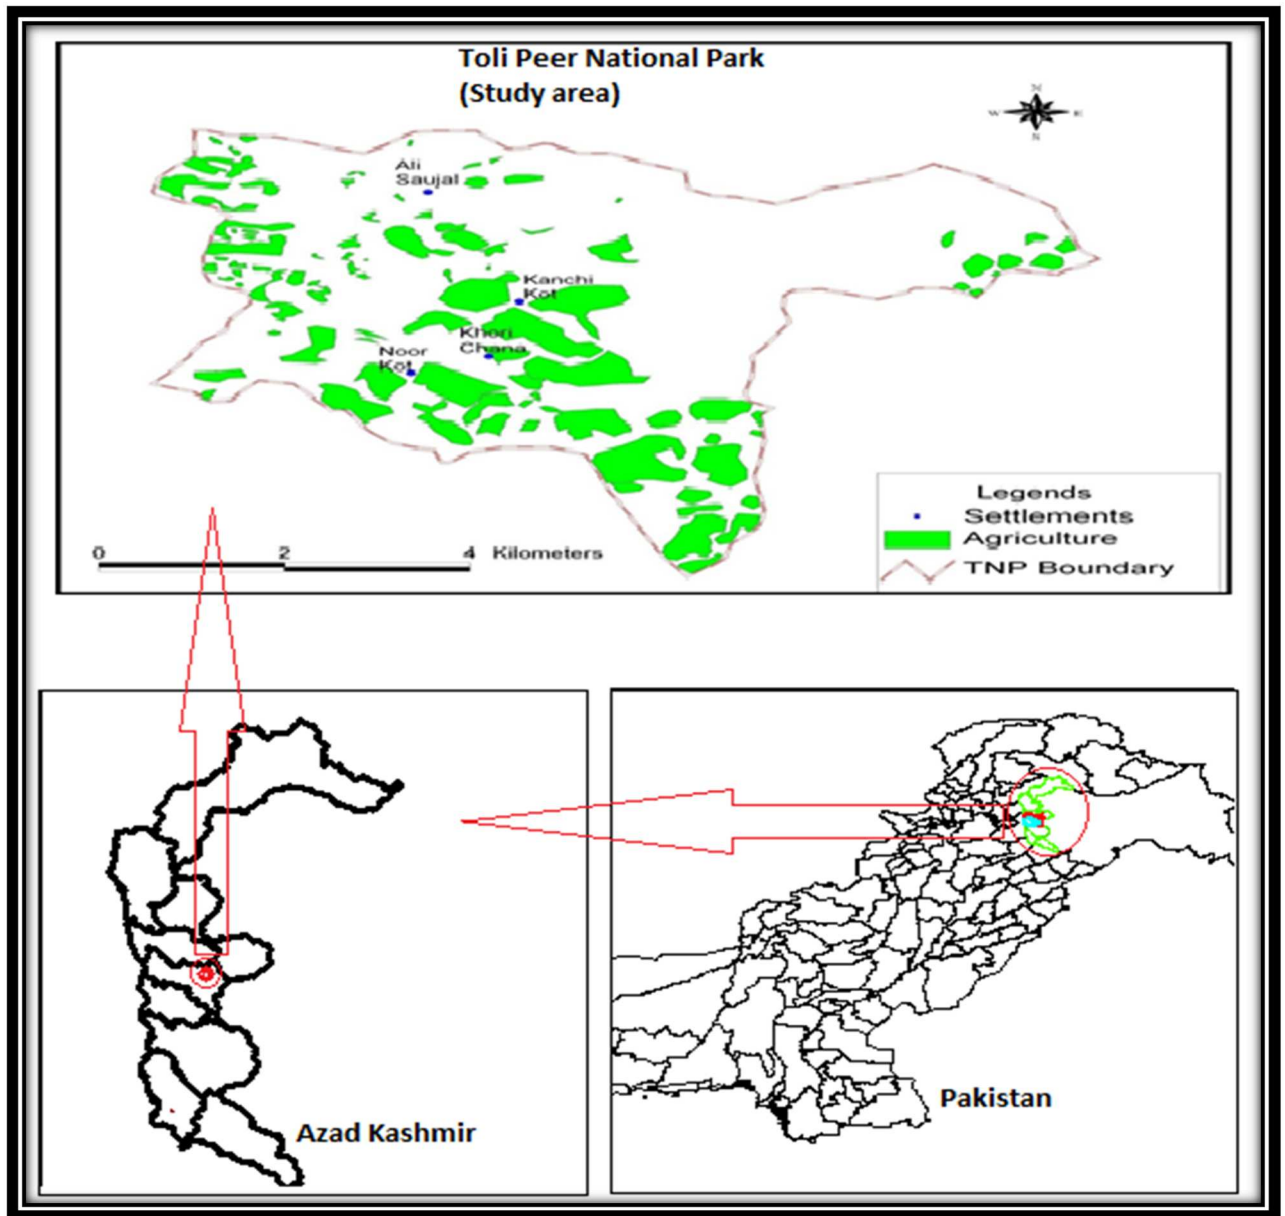 Toli Peer National Park
(Study area)
N
W
E
N
Ali
Saujal
Kanchi
Kot
Kheri
Chana
Noor
Kot
Legends
Settlements
Agriculture
TNP Boundary
0 2 4 Kilometers
Azad Kashmir
Pakistan